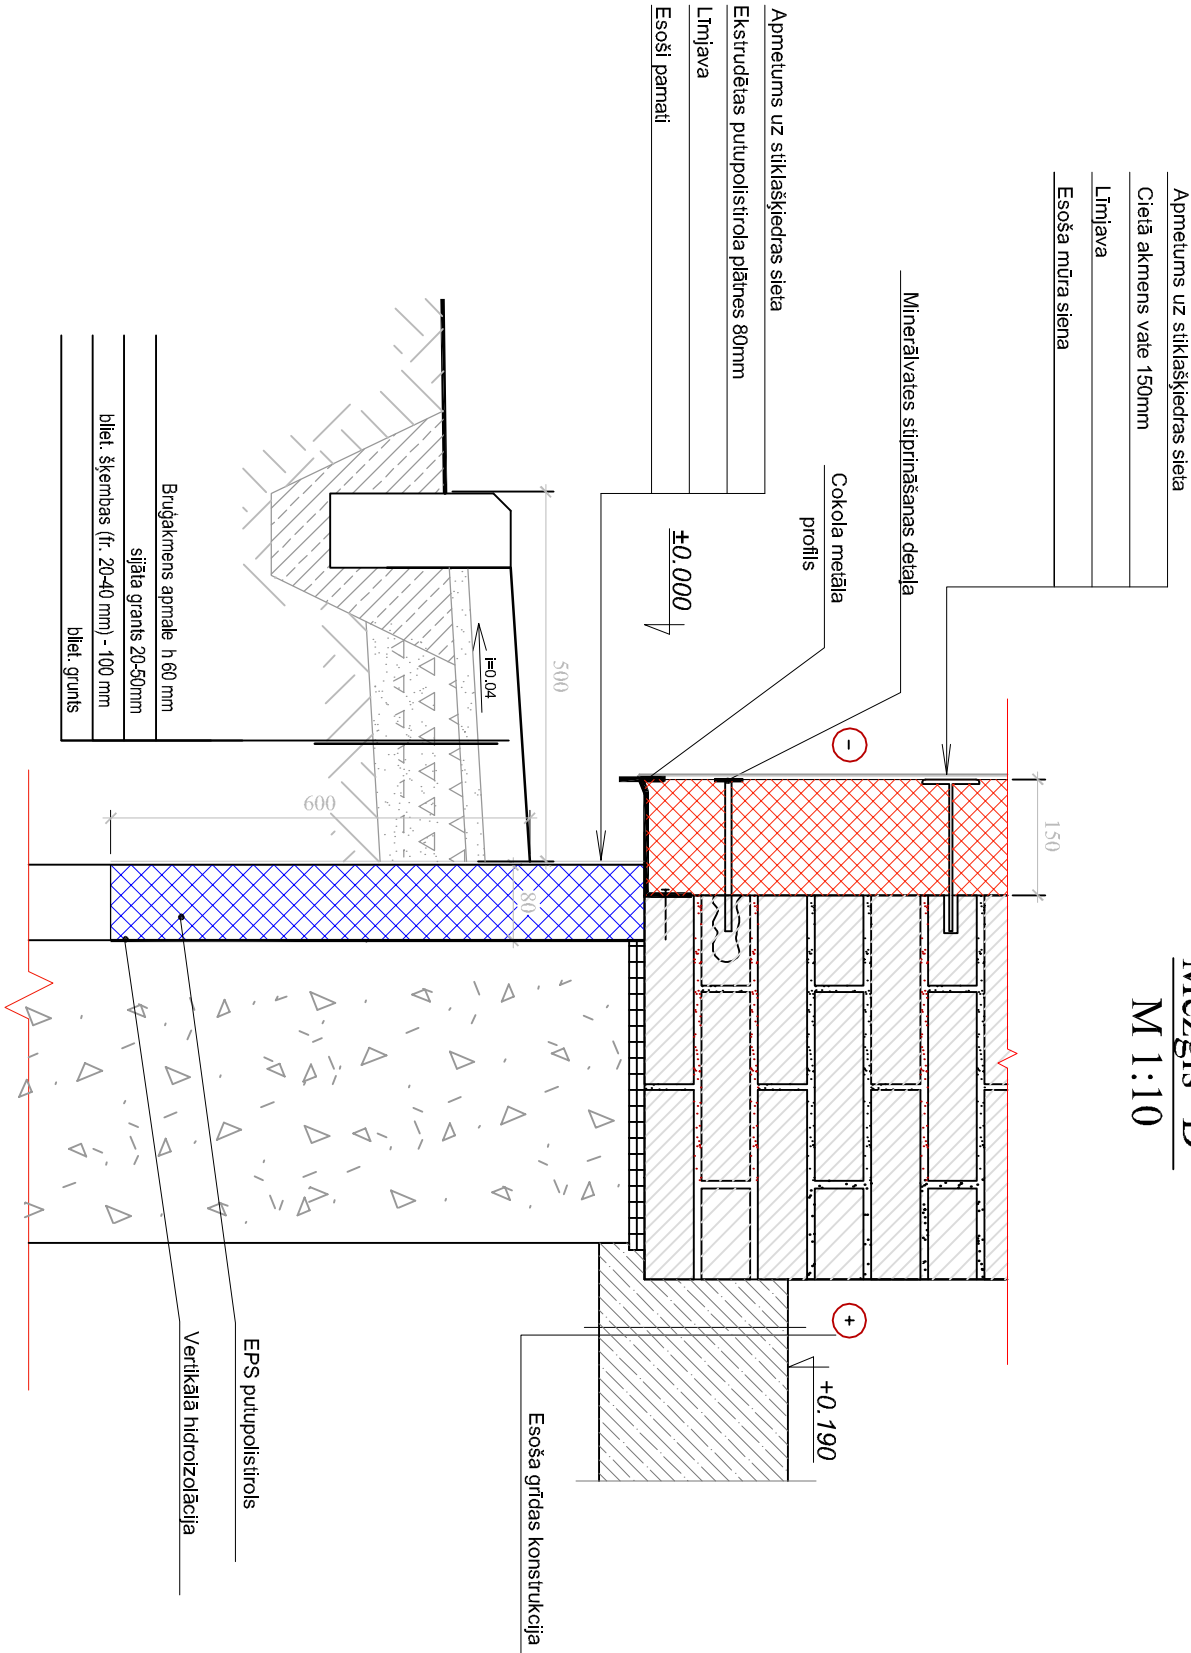 M 1:10
Apmetums uz stiklašķiedras sieta
Cietā akmens vate 150mm
Līmjava
Esoša mūra siena
Minerālvates stiprināšanas detaļa
Cokola metāla
profils
Apmetums uz stiklašķiedras sieta
Ekstrudētas putupolistirola plātnes 80mm
Līmjava
Esoši pamati
±0.000
150
-
+
+0.190
500
i=0.04
600
80
Bruģakmens apmale h 60 mm
sijāta grants 20-50mm
bliet. šķembas (fr. 20-40 mm) - 100 mm
bliet. grunts
Esoša grīdas konstrukcija
EPS putupolistirols
Vertikālā hidroizolācija